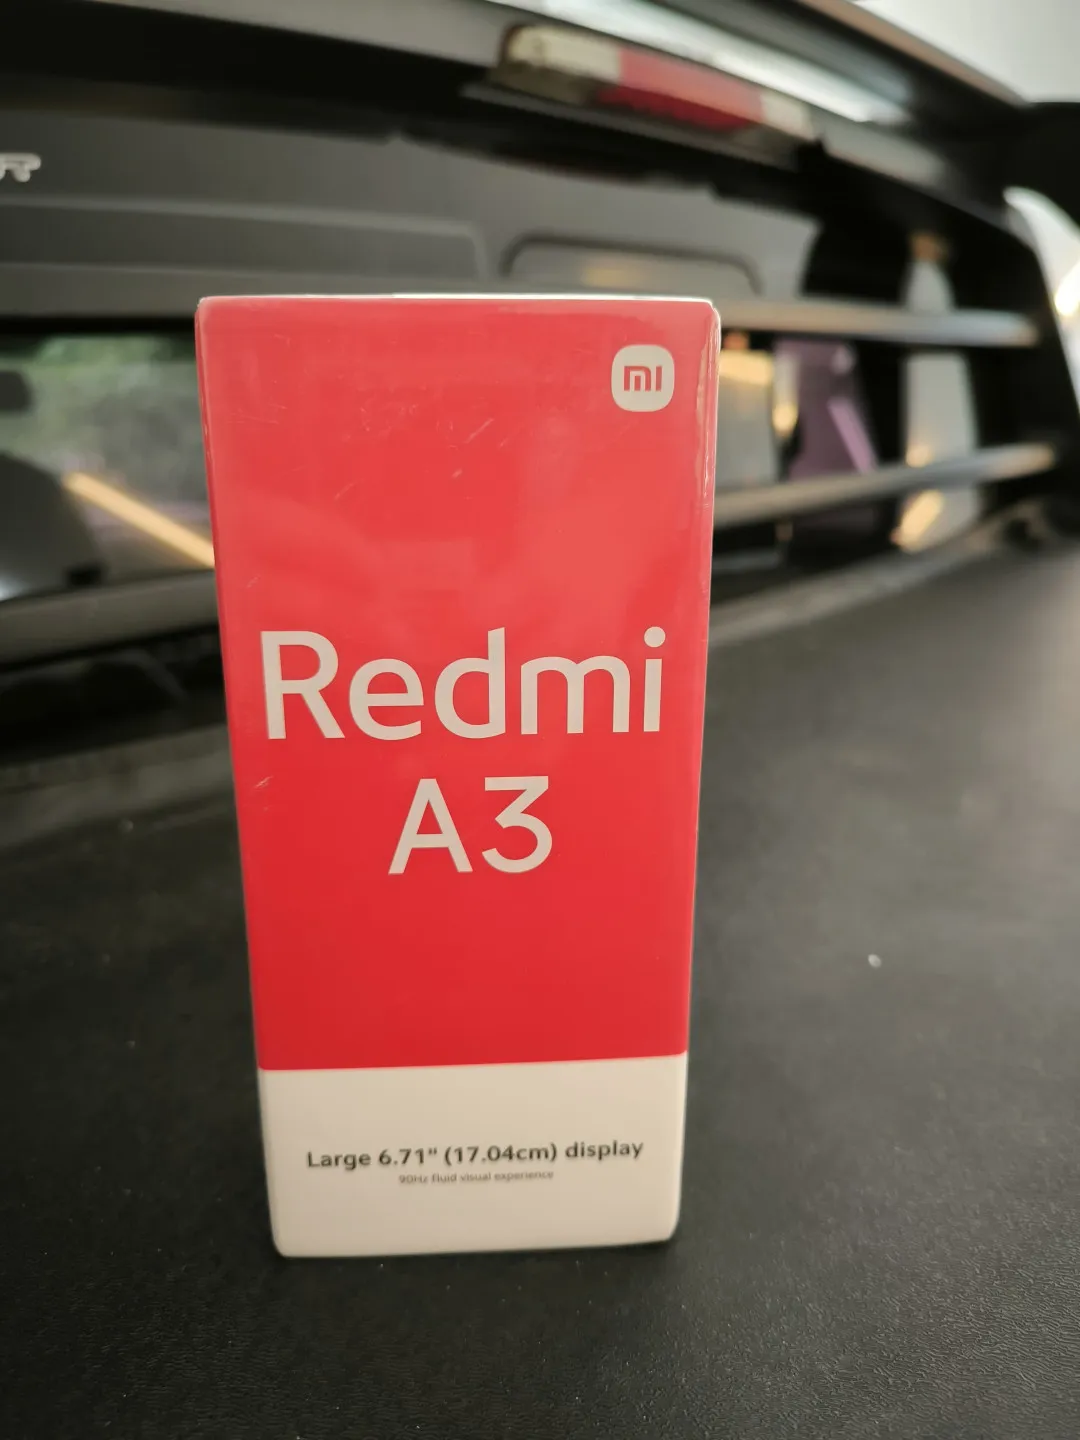 mi
Redmi
A3
Large 6.71" (17.04cm) display
90Hz fluid visual experience